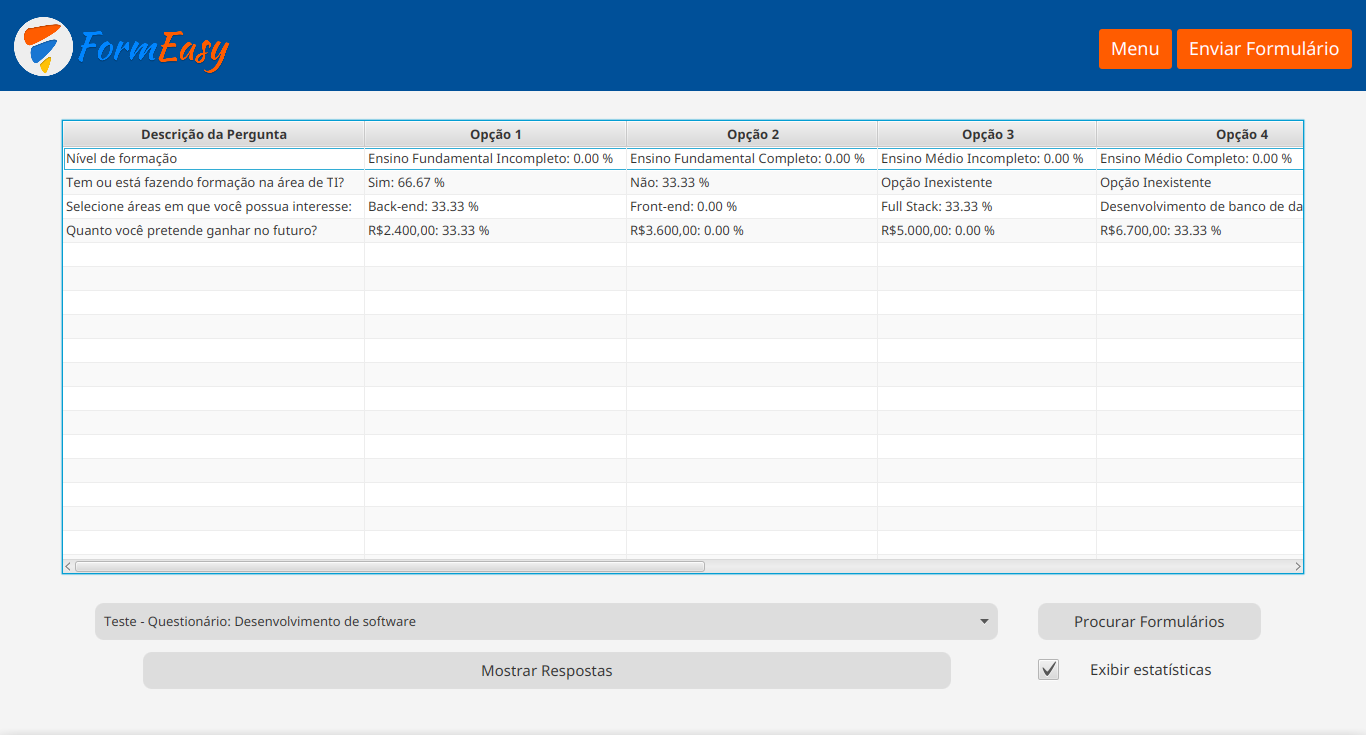 FormEasy
Menu Enviar Formulário
Descrição da Pergunta Opção 1 Opção 2 Opção 3 Opção 4
Nível de formação Ensino Fundamental Incompleto: 0.00 % Ensino Fundamental Completo: 0.00 % Ensino Médio Incompleto: 0.00 % Ensino Médio Completo: 0.00 %
Tem ou está fazendo formação na área de TI? Sim: 66.67 % Não: 33.33 % Opção Inexistente Opção Inexistente
Selecione áreas em que você possua interesse: Back-end: 33.33 % Front-end: 0.00 % Full Stack: 33.33 % Desenvolvimento de banco de da
Quanto você pretende ganhar no futuro? R$2.400,00: 33.33 % R$3.600,00: 0.00 % R$5.000,00: 0.00 % R$6.700,00: 33.33 %
Teste - Questionário: Desenvolvimento de software Procurar Formulários
Mostrar Respostas Exibir estatísticas